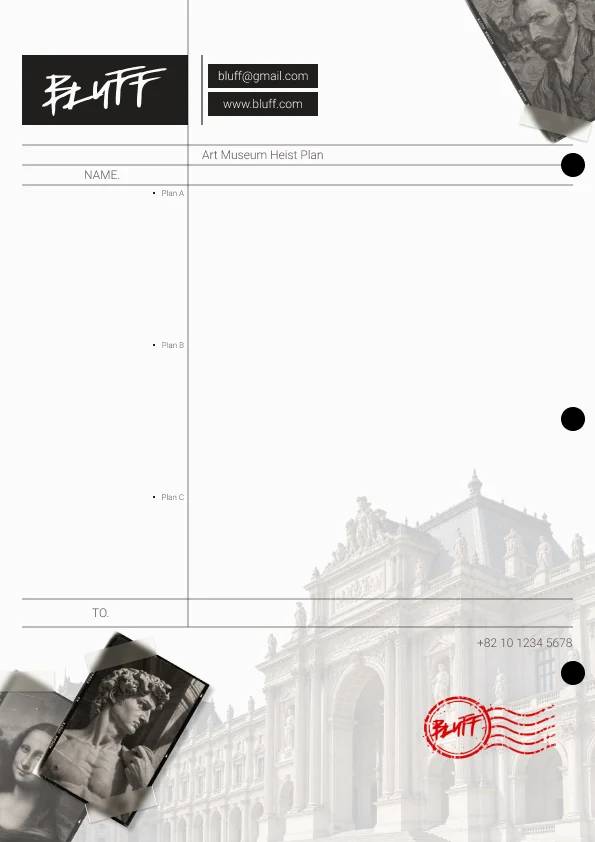 BLUFF
bluff@gmail.com
www.bluff.com
Art Museum Heist Plan
NAME.
• Plan A
• Plan B
• Plan C
TO.
+82 10 1234 5678
BLUFF